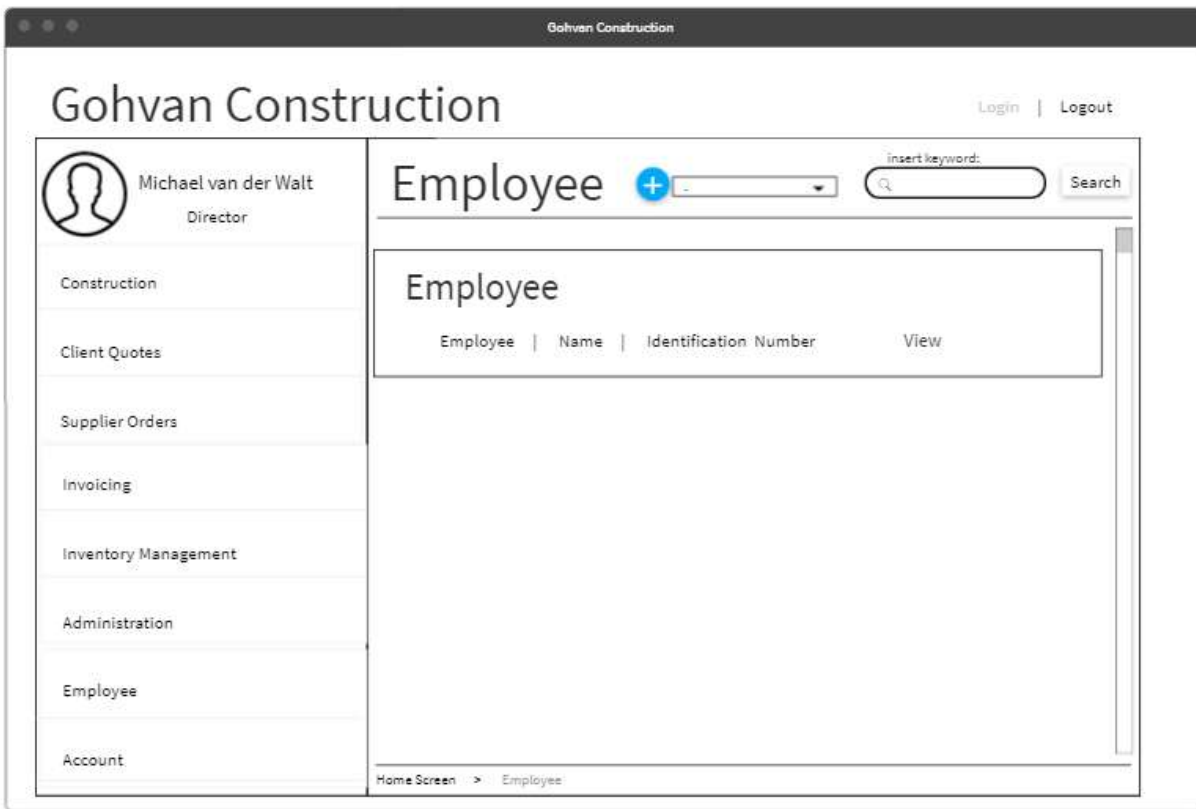 Gohvan Construction
Gohvan Construction
Login | Logout
Michael van der Walt
Director
Construction
Client Quotes
Supplier Orders
Invoicing
Inventory Management
Administration
Employee
Account
Employee
+
-
insert keyword:
Search
Employee
Employee | Name | Identification Number View
Home Screen > Employee